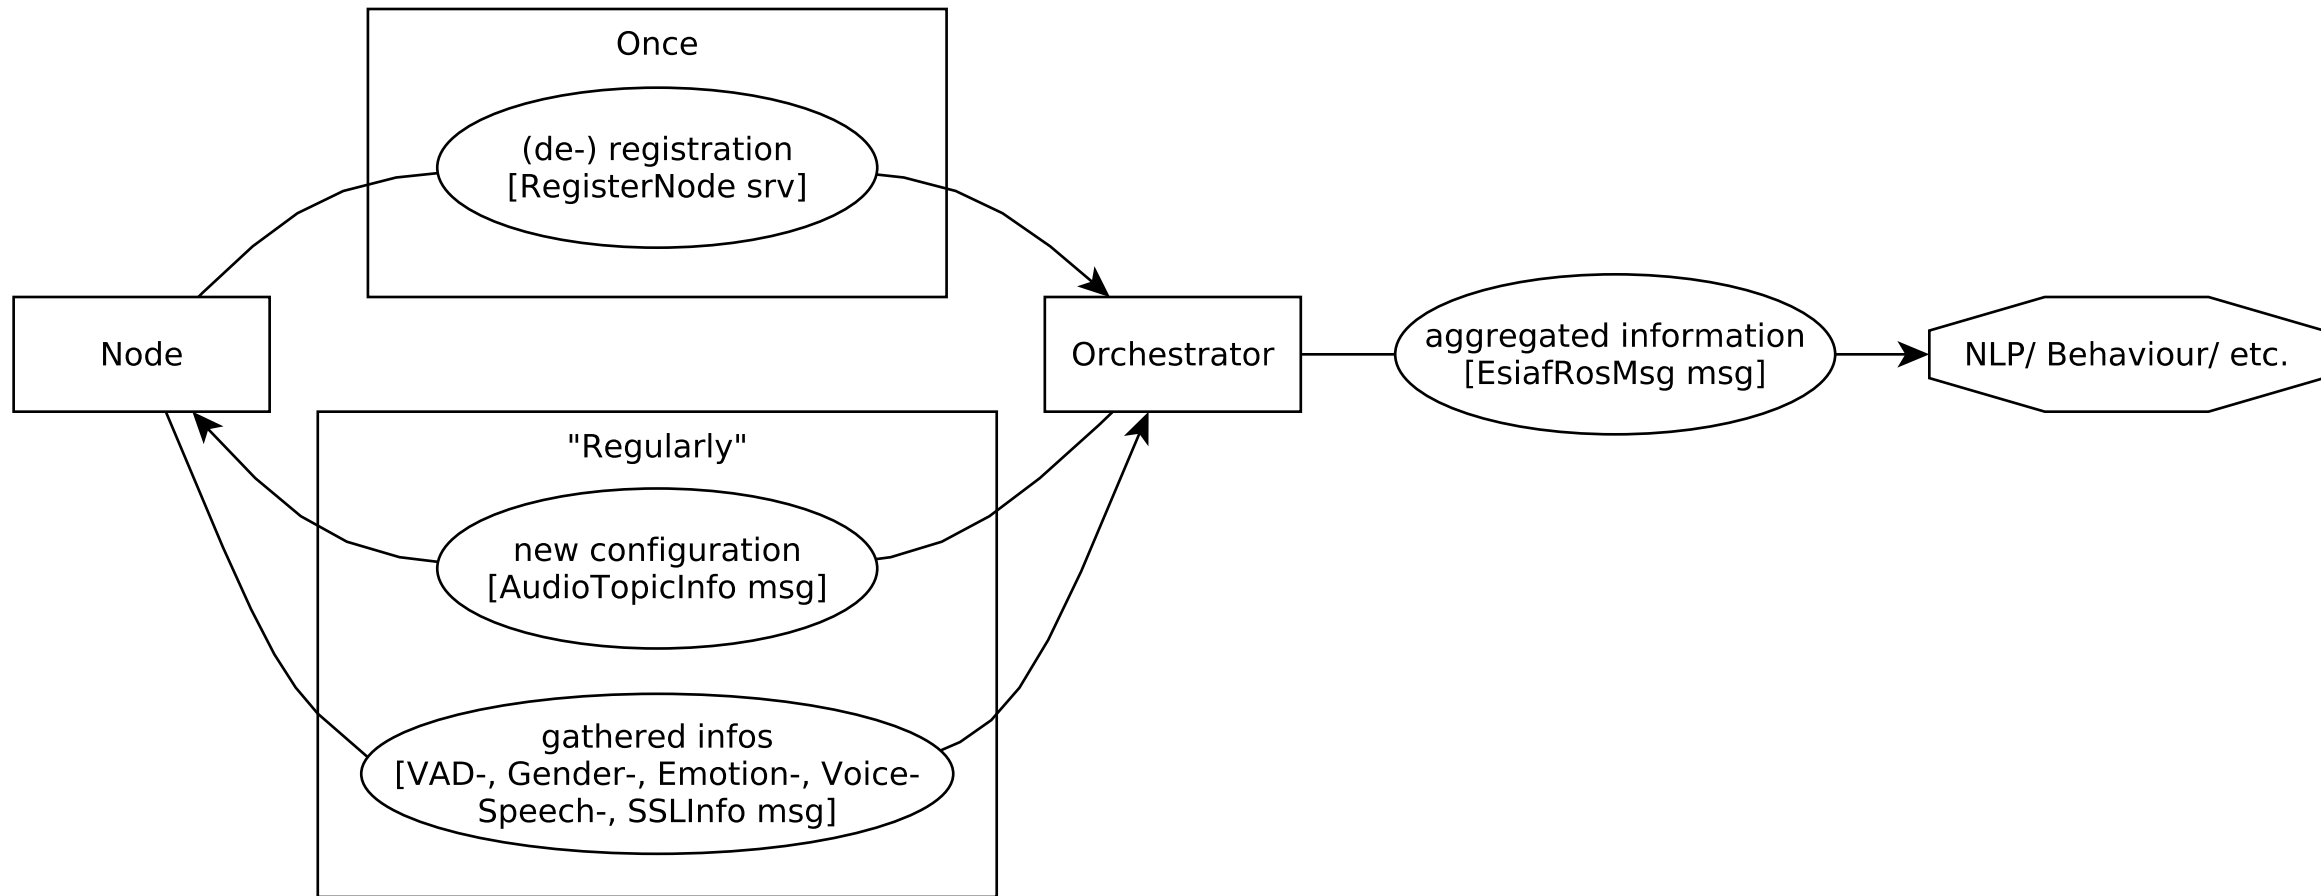 Once
(de-) registration
[RegisterNode srv]
Node
Orchestrator
aggregated information
[EsiafRosMsg msg]
NLP/ Behaviour/ etc.
"Regularly"
new configuration
[AudioTopicInfo msg]
gathered infos
[VAD-, Gender-, Emotion-, Voice-
Speech-, SSLInfo msg]